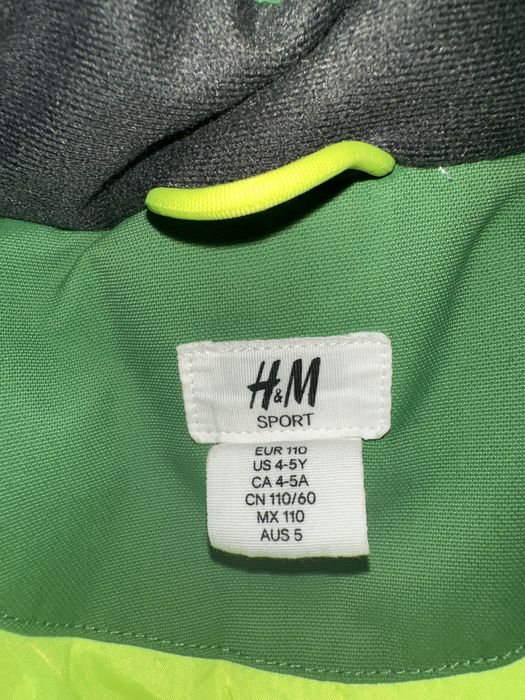 H&M
SPORT
EUR 110
US 4-5Y
CA 4-5A
CN 110/60
MX 110
AUS 5